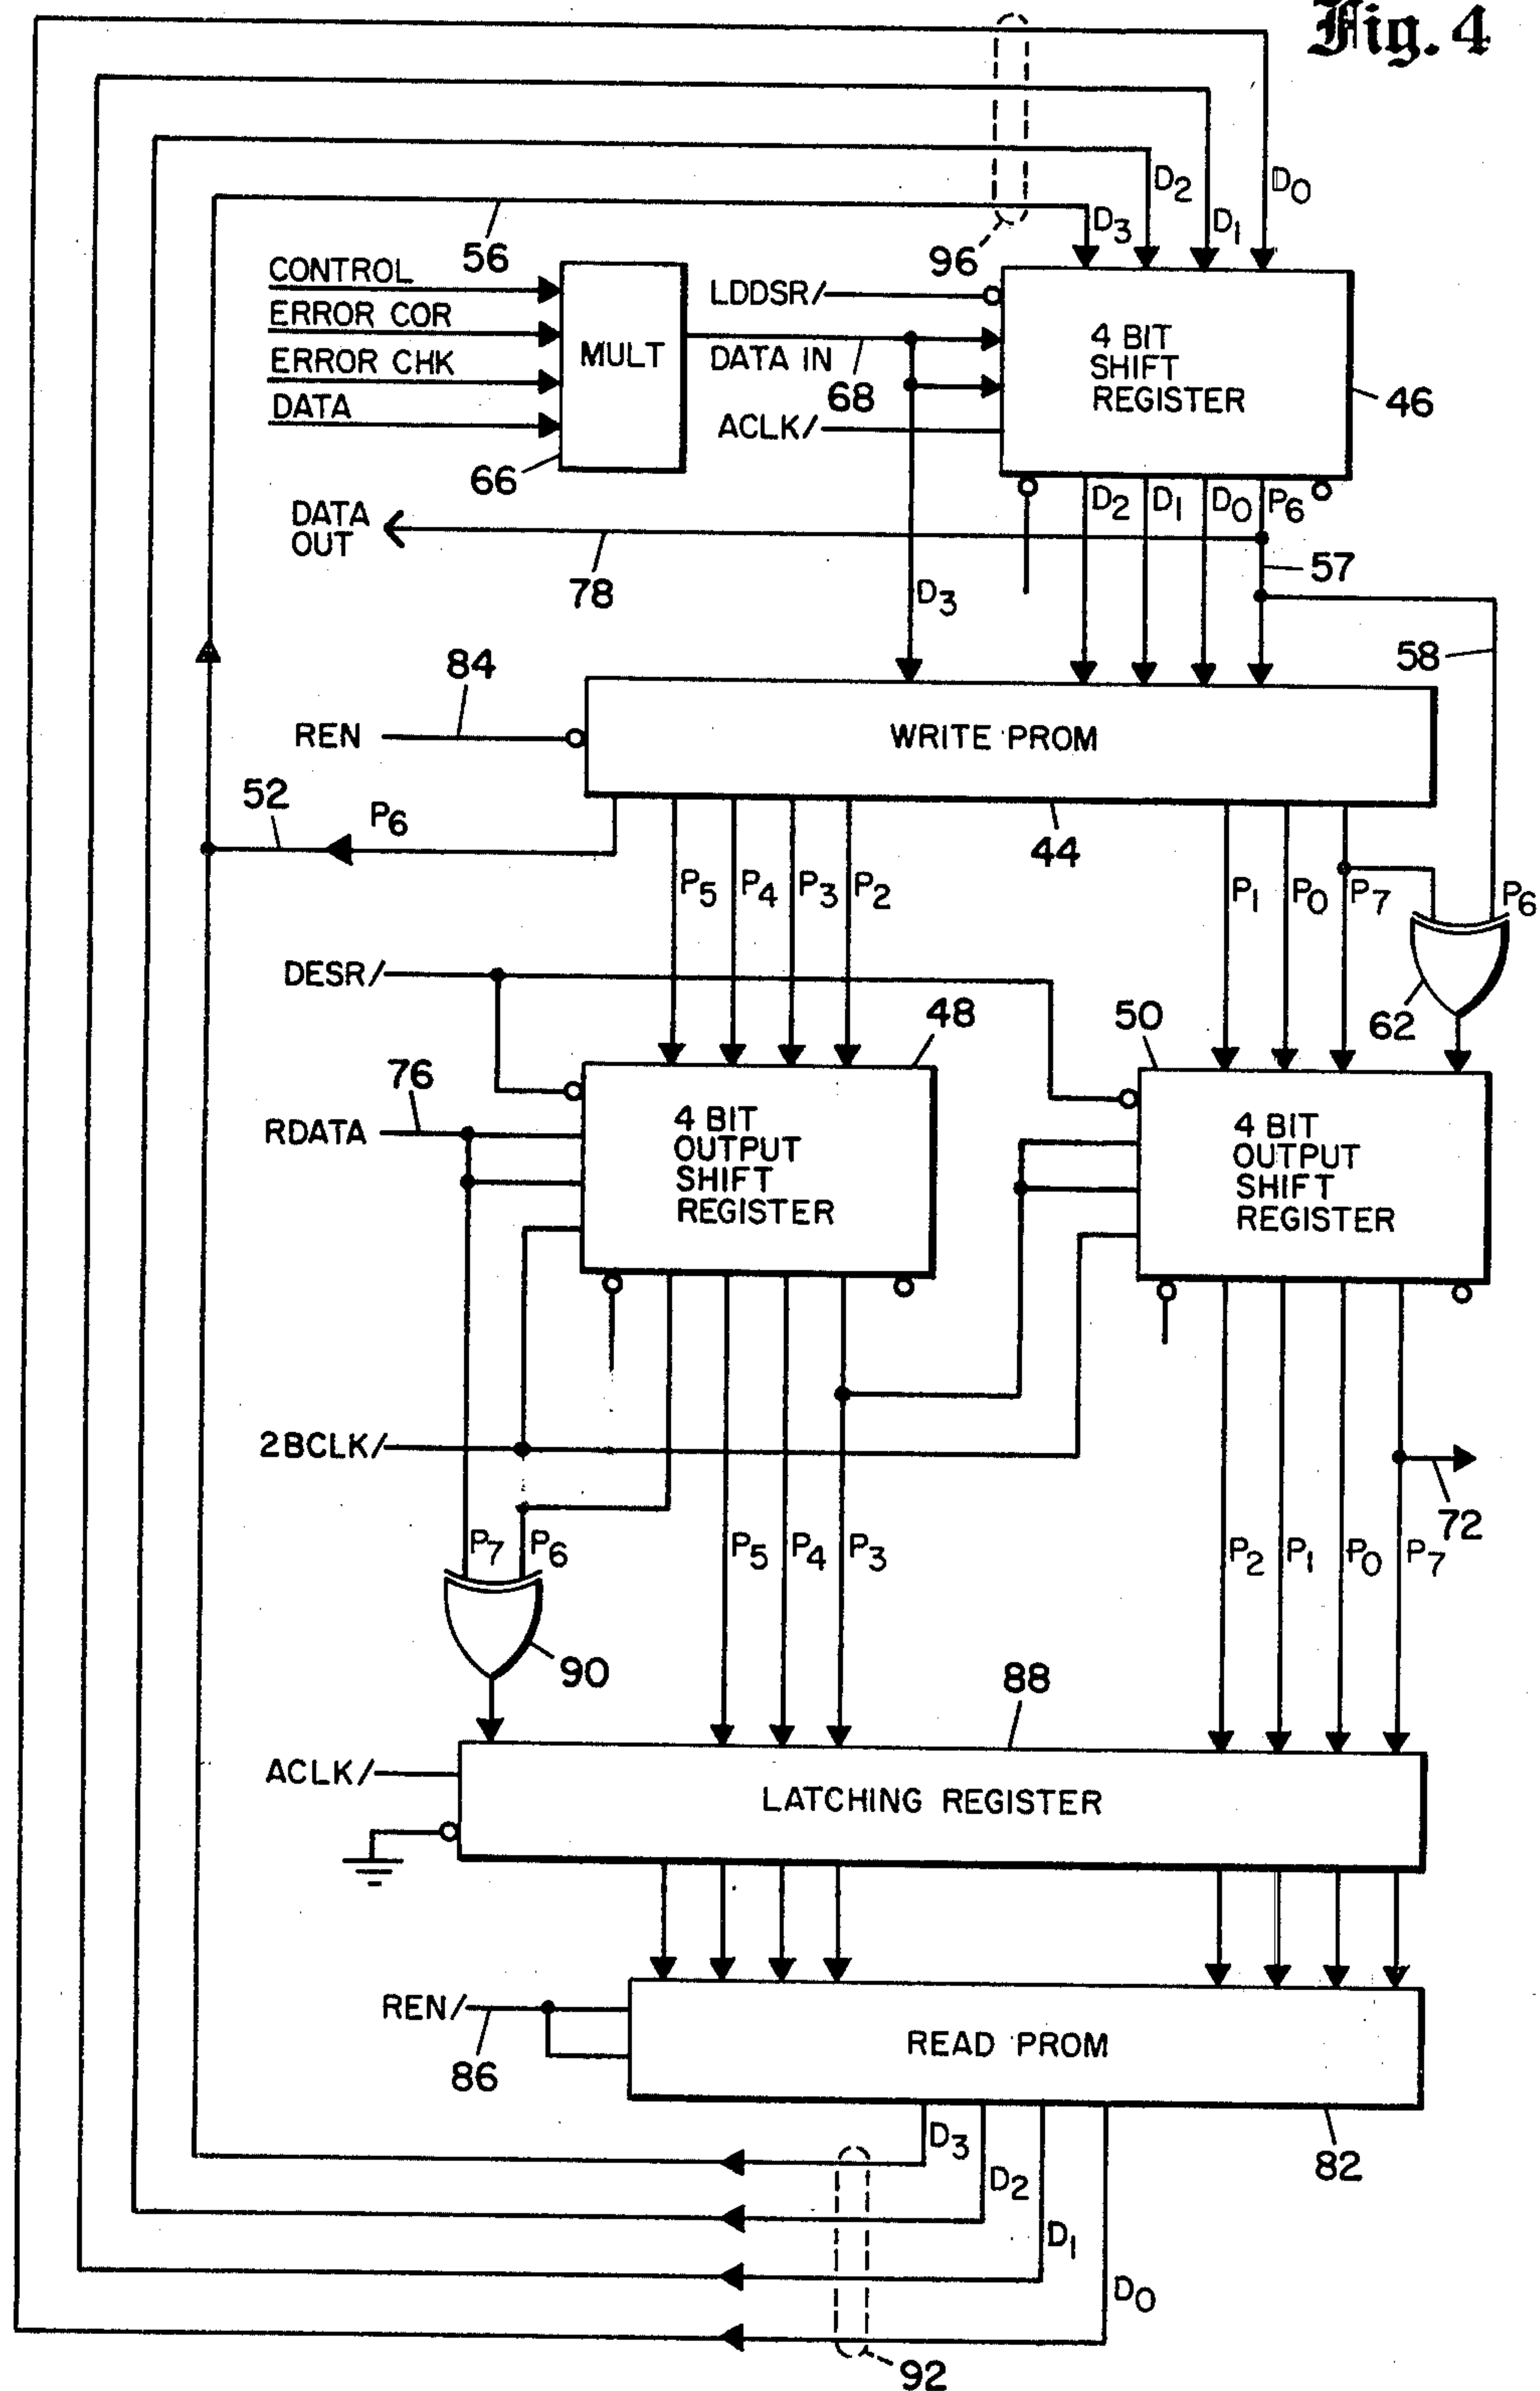 Fig. 4
D2
D0
D3
D1
56
96
CONTROL
ERROR COR
ERROR CHK
DATA
MULT
66
LDDSR/
DATA IN
68
ACLK/
4 BIT
SHIFT
REGISTER
46
DATA
OUT
78
D2
D1
D0
P6
57
D3
58
84
REN
WRITE PROM
52
P6
44
P5
P4
P3
P2
P1
P0
P7
P6
DESR/
48
50
62
76
RDATA
4 BIT
OUTPUT
SHIFT
REGISTER
4 BIT
OUTPUT
SHIFT
REGISTER
2BCLK/
72
P7
P6
P5
P4
P3
P2
P1
P0
P7
90
88
ACLK/
LATCHING REGISTER
REN/
86
READ PROM
82
D3
D2
D1
D0
92